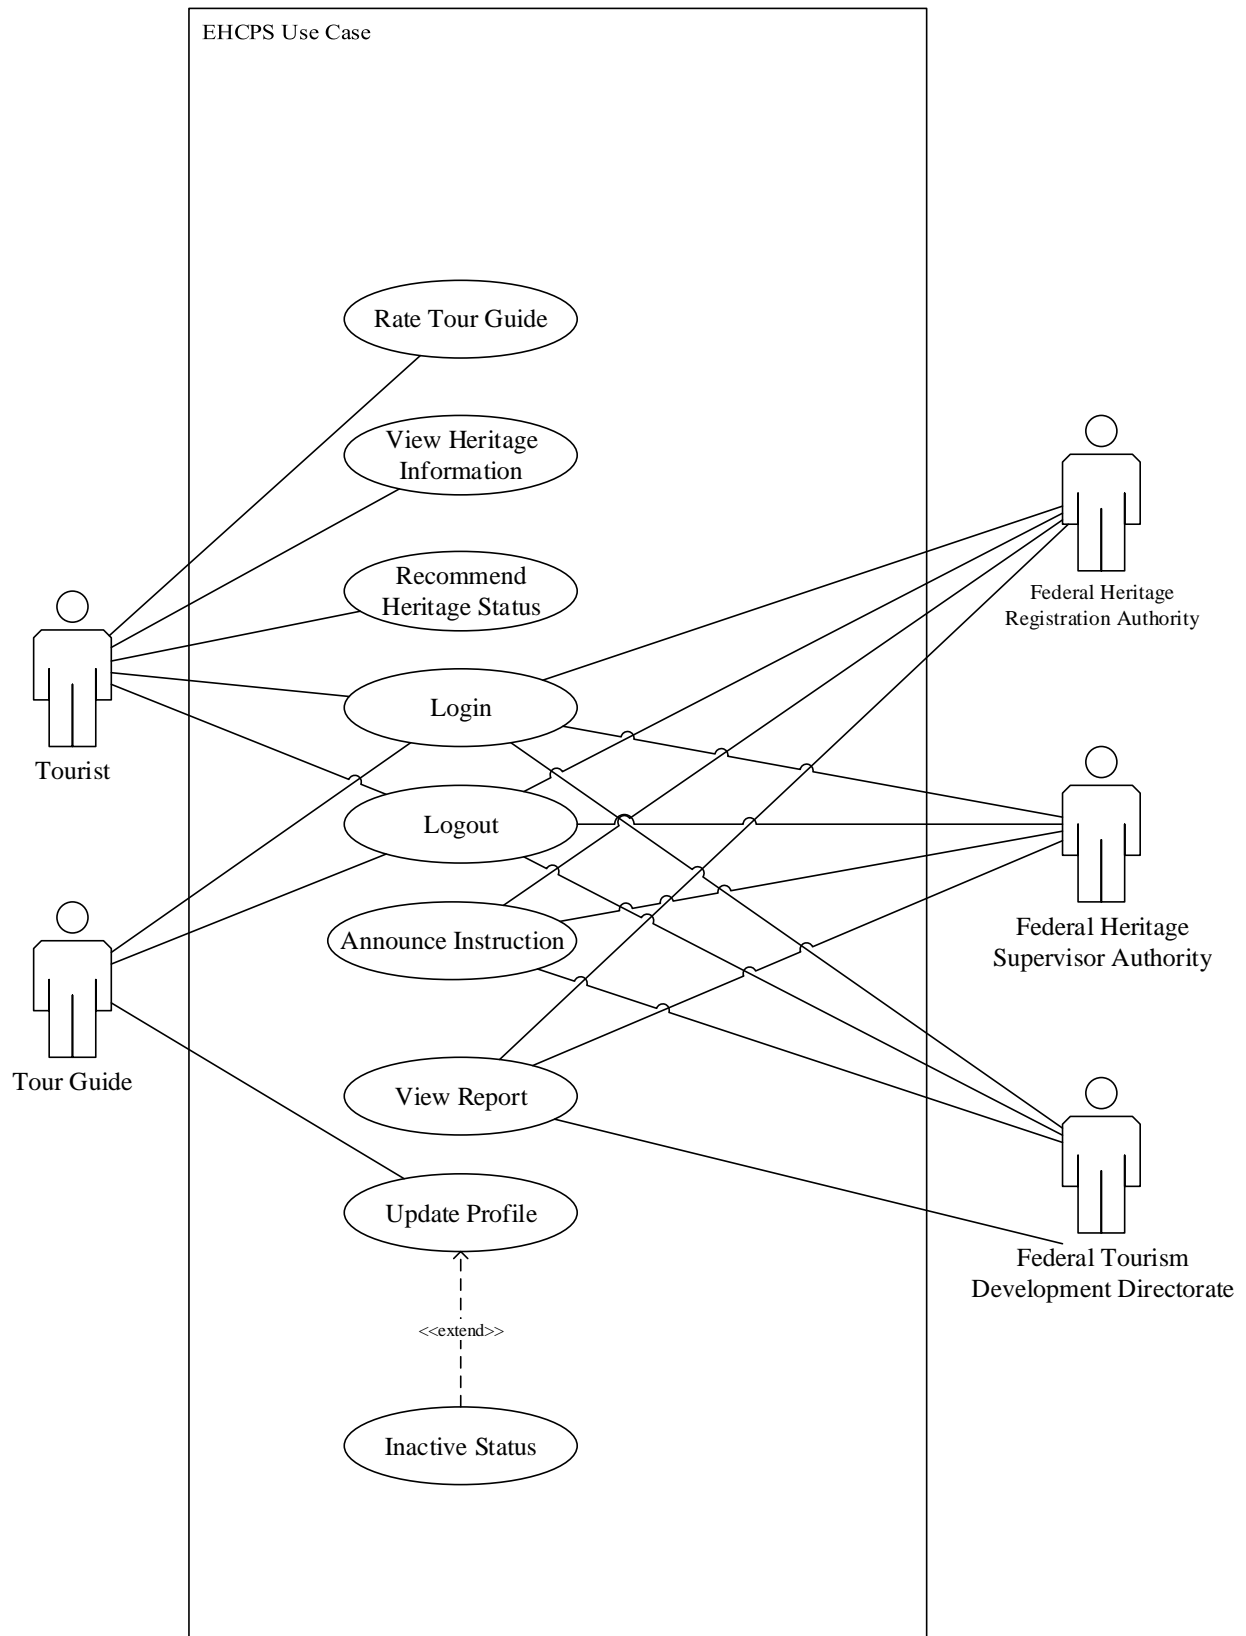 EHCPS Use Case
Rate Tour Guide
View Heritage
Information
Recommend
Heritage Status
Federal Heritage
Registration Authority
Login
Tourist
Logout
Federal Heritage
Supervisor Authority
Announce Instruction
Tour Guide
View Report
Update Profile
Federal Tourism
Development Directorate
<<extend>>
Inactive Status